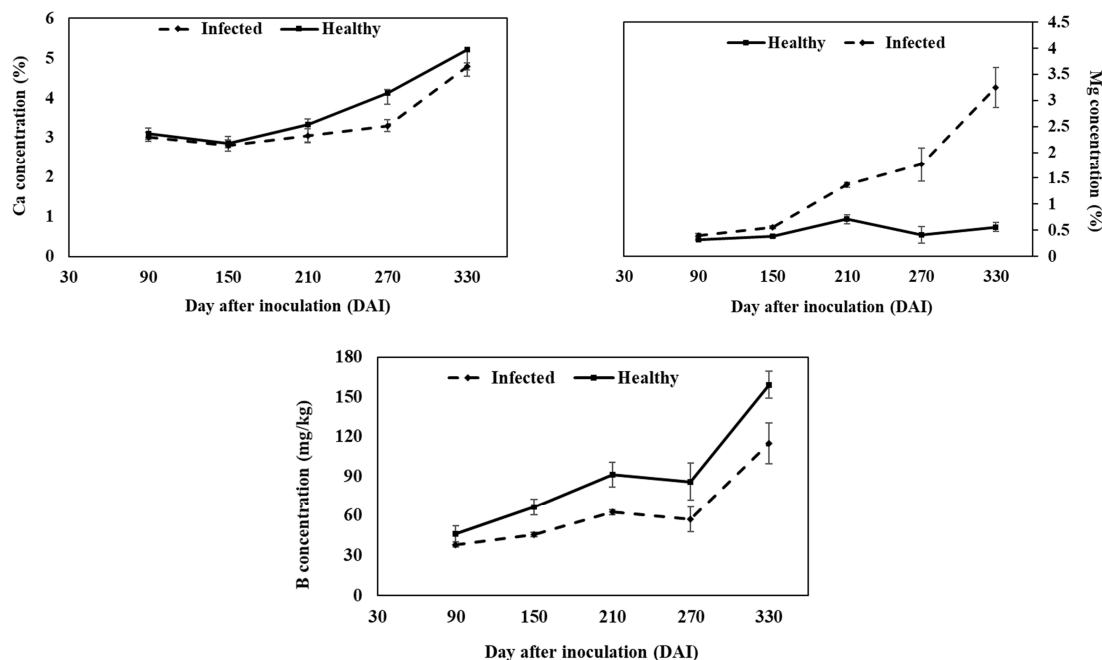 Infected Healthy
Ca concentration (%)
6
5
4
3
2
1
0
30 90 150 210 270 330
Day after inoculation (DAI)
Healthy Infected
Mg concentration (%)
4.5
4
3.5
3
2.5
2
1.5
1
0.5
0
30 90 150 210 270 330
Day after inoculation (DAI)
Infected Healthy
B concentration (mg/kg)
180
150
120
90
60
30
0
30 90 150 210 270 330
Day after inoculation (DAI)